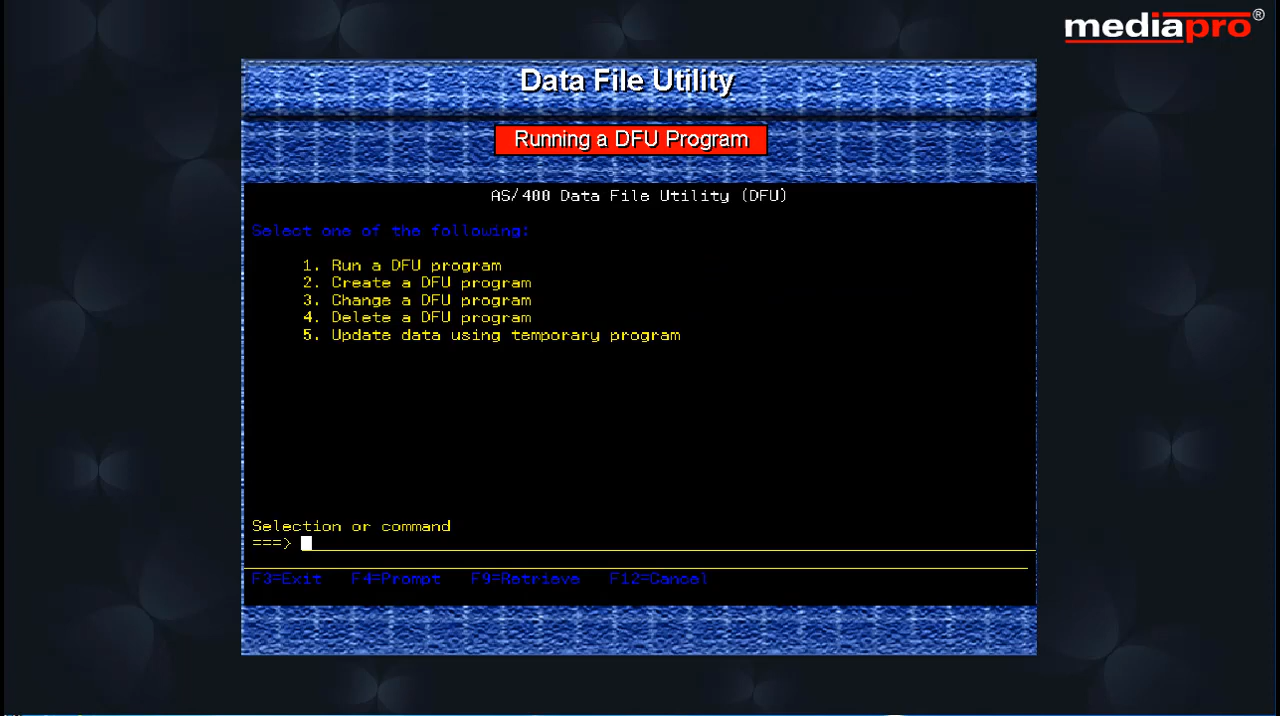 mediapro®
Data File Utility
Running a DFU Program
AS/400 Data File Utility (DFU)
Select one of the following:
1. Run a DFU program
2. Create a DFU program
3. Change a DFU program
4. Delete a DFU program
5. Update data using temporary program
Selection or command
===>
F3=Exit F4=Prompt F9=Retrieve F12=Cancel